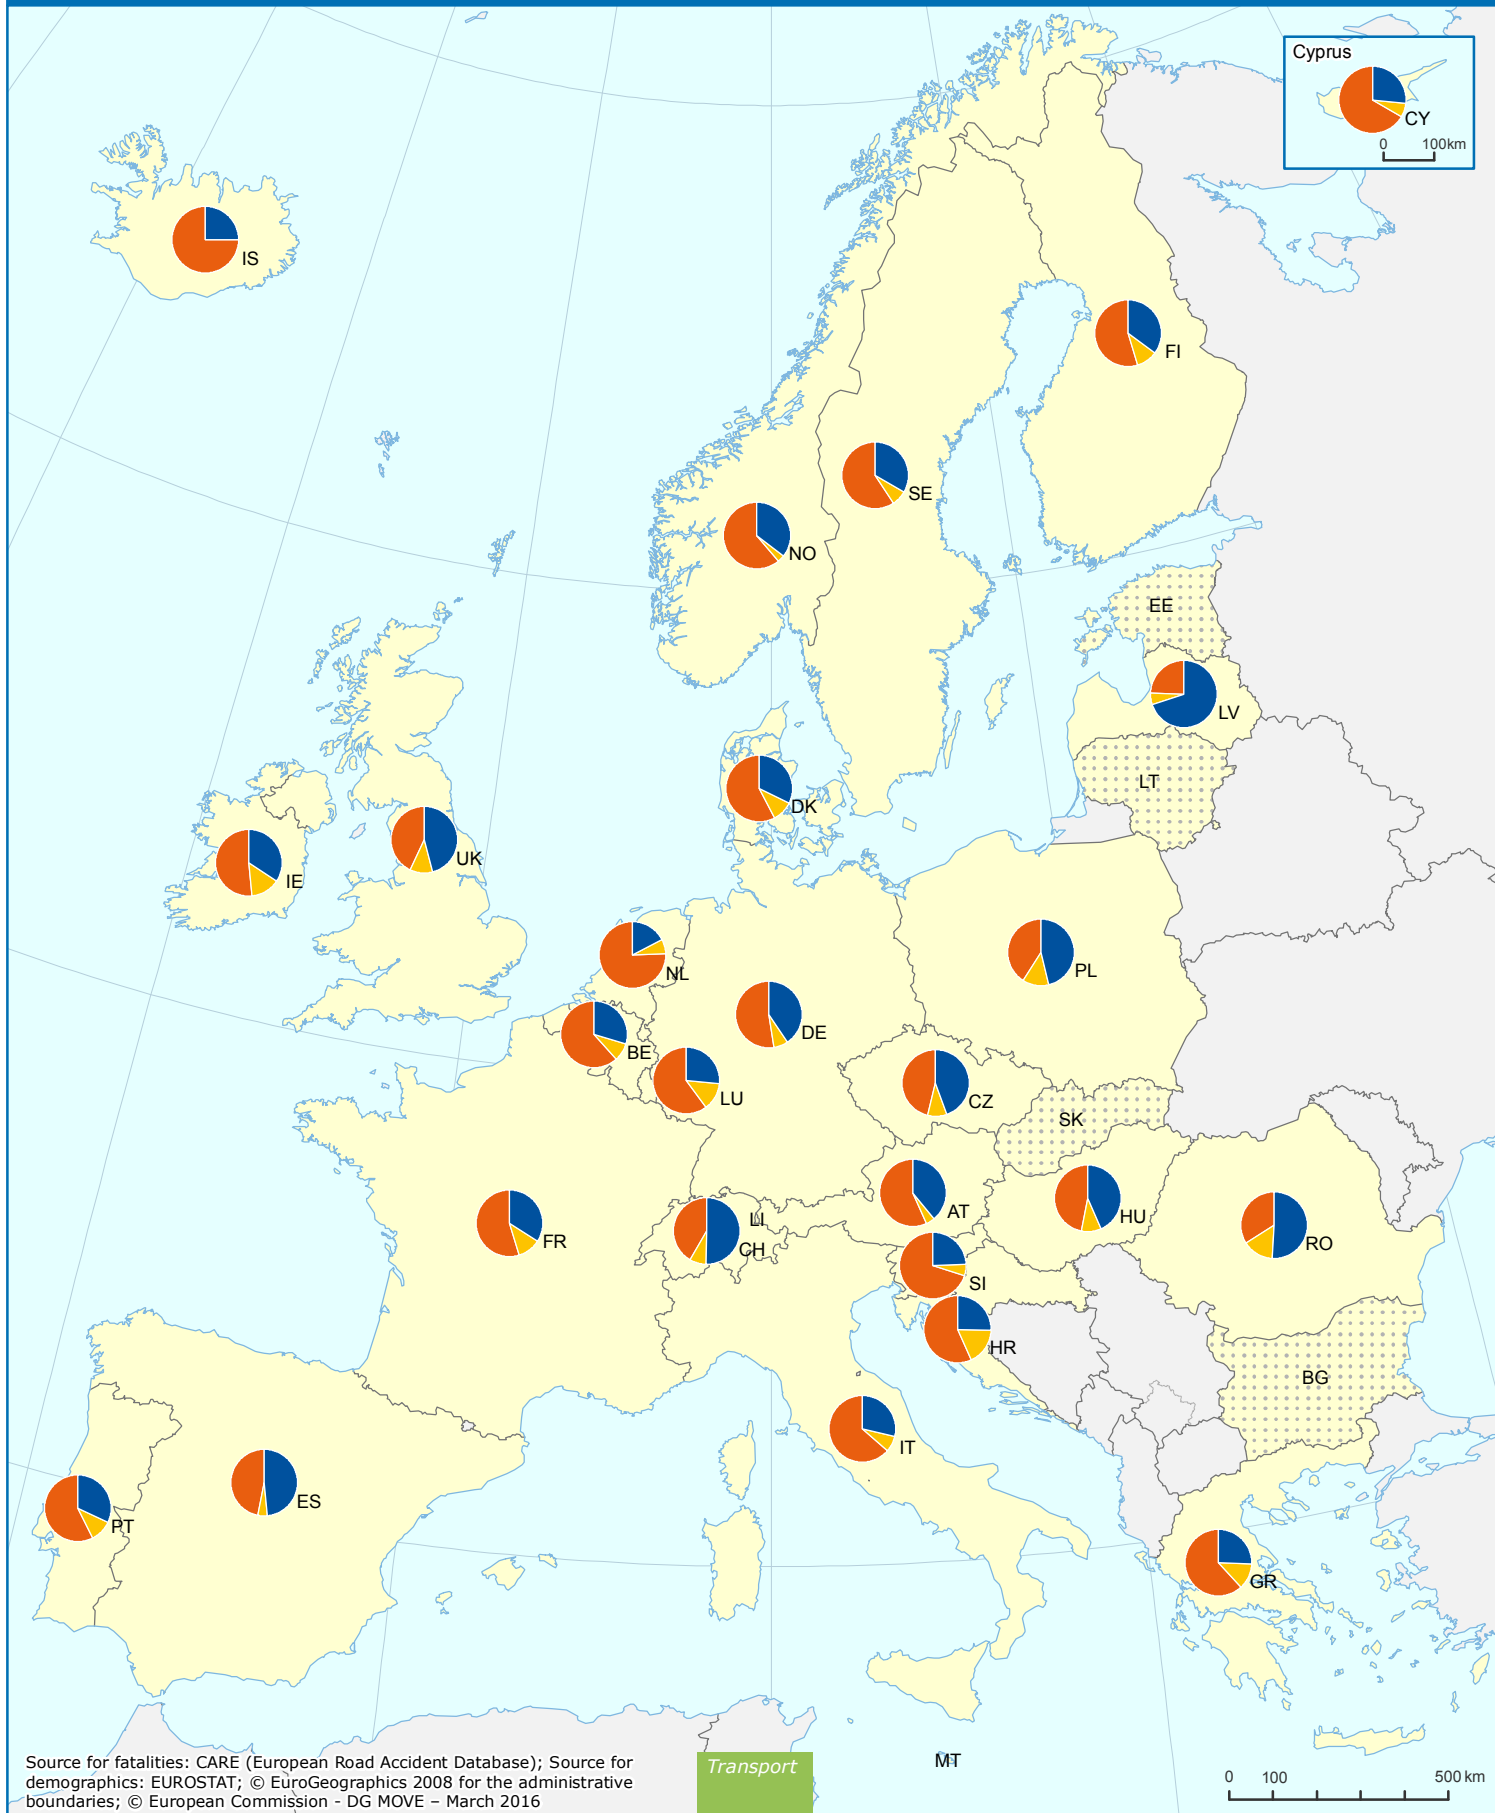 Cyprus
CY
0 100km
IS
FI
SE
NO
EE
LV
LT
DK
UK
IE
NL
PL
DE
BE
LU
CZ
SK
AT
HU
LI
CH
FR
RO
SI
HR
BG
IT
ES
PT
GR
MT
Source for fatalities: CARE (European Road Accident Database); Source for
demographics: EUROSTAT; © EuroGeographics 2008 for the administrative
boundaries; © European Commission - DG MOVE – March 2016
Transport
0 100 500 km